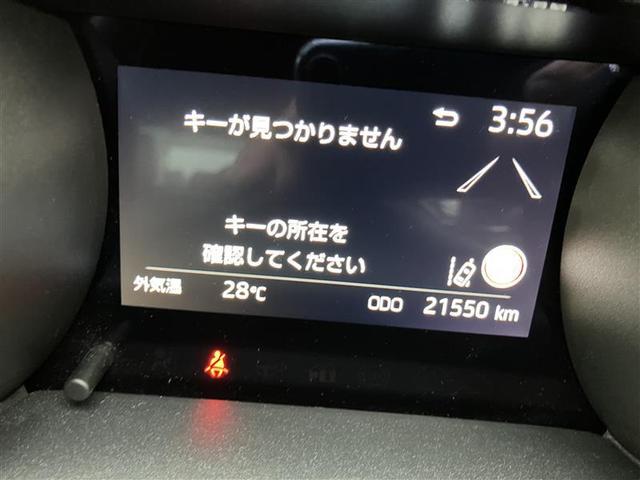 キーが見つかりません
3:56
キーの所在を
確認してください
外気温 28℃ ODO 21550 km